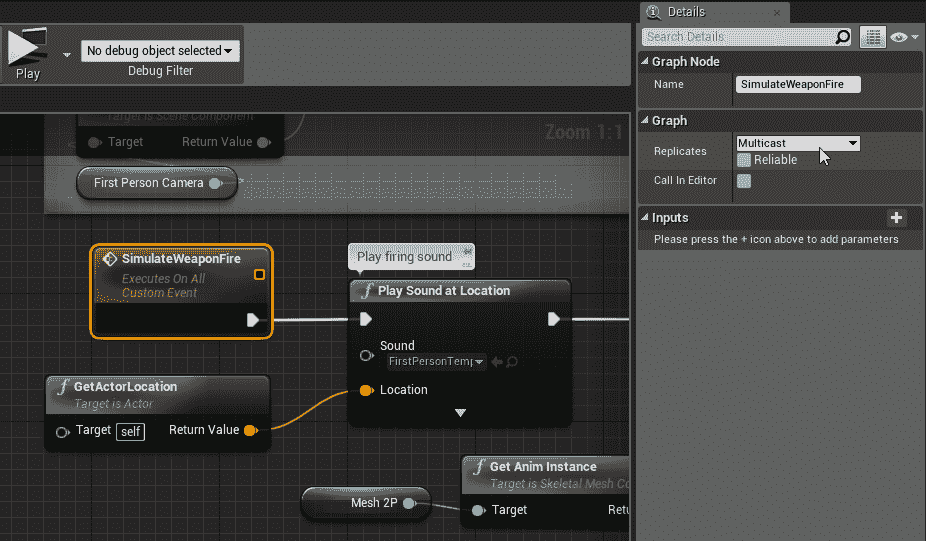 Details
Search Details
Play
No debug object selected
Debug Filter
Graph Node
Name
SimulateWeaponFire
Graph
Replicates
Multicast
Reliable
Call In Editor
Inputs
Please press the + icon above to add parameters
Target is Scene Component
Zoom 1:1
Target
Return Value
First Person Camera
SimulateWeaponFire
Executes On All
Custom Event
Play firing sound
f Play Sound at Location
Sound
FirstPersonTemp
Location
f GetActorLocation
Target is Actor
Target self
Return Value
f Get Anim Instance
Target is Skeletal Mesh Co
Mesh 2P
Target
Retu